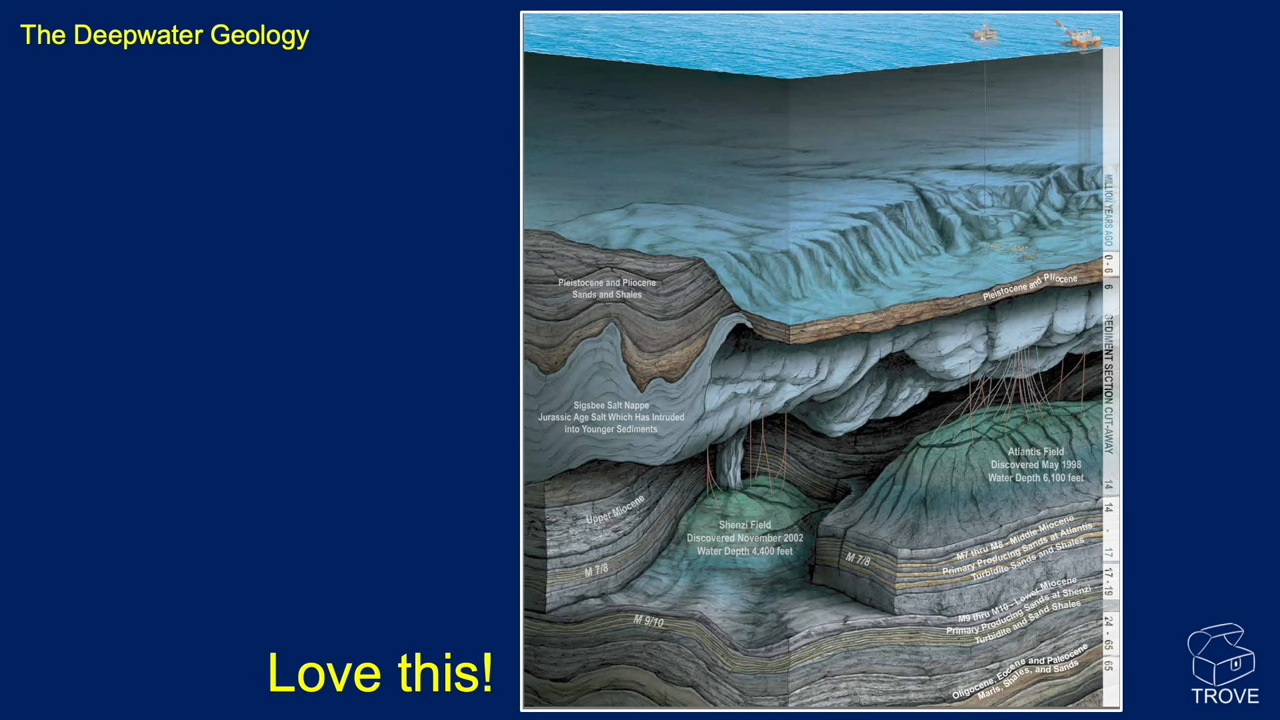 The Deepwater Geology
MILLION YEARS AGO
0 - 6
Pleistocene and Pliocene
Sands and Shales
Pleistocene and Pliocene
6
SEDIMENT SECTION CUT-AWAY
Sigsbee Salt Nappe
Jurassic Age Salt Which Has Intruded
into Younger Sediments
Atlantis Field
Discovered May 1998
Water Depth 6,100 feet
14
Upper Miocene
14
-
17
Shenzi Field
Discovered November 2002
Water Depth 4,400 feet
M7 thru M8 - Middle Miocene
Primary Producing Sands at Atlantis
Turbidite Sands and Shales
M 7/8
M 7/8
17 - 19
M 9/10
M9 thru M10 - Lower Miocene
Primary Producing Sands at Shenzi
Turbidite and Sand Shales
24 - 65
65
Oligocene, Eocene and Paleocene
Marls, Shales, and Sands
Love this!
TROVE